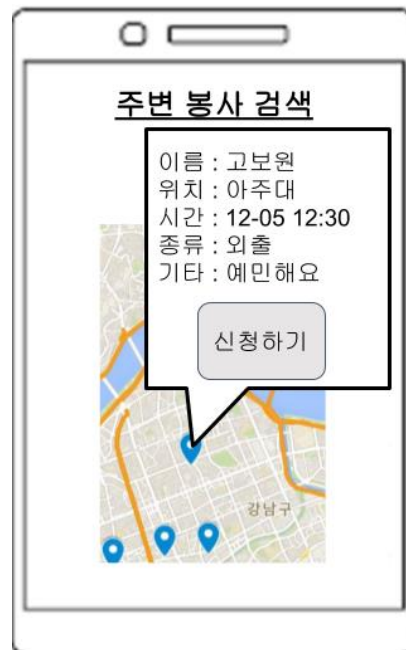 주변 봉사 검색
이름 : 고보원
위치 : 아주대
시간 : 12-05 12:30
종류 : 외출
기타 : 예민해요
신청하기
강남구